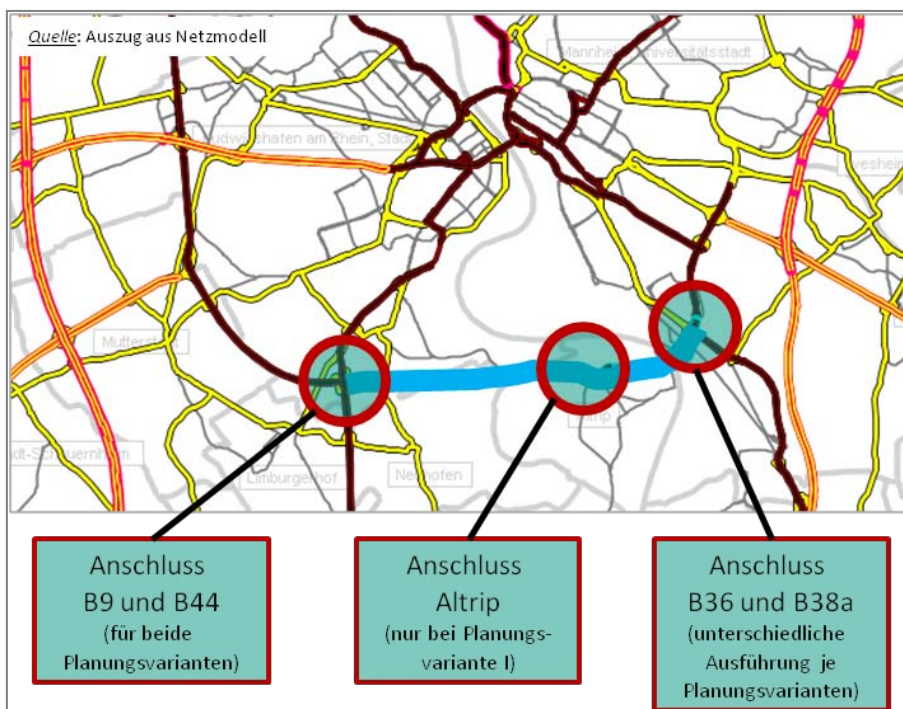 Quelle: Auszug aus Netzmodell
Mannheim, Universitätsstadt
Ludwigshafen am Rhein, Stadt
Mutterstadt
Limburgerhof
Neuhofen
Altrip
Anschluss
B9 und B44
(für beide
Planungsvarianten)
Anschluss
Altrip
(nur bei Planungs-
variante I)
Anschluss
B36 und B38a
(unterschiedliche
Ausführung je
Planungsvarianten)